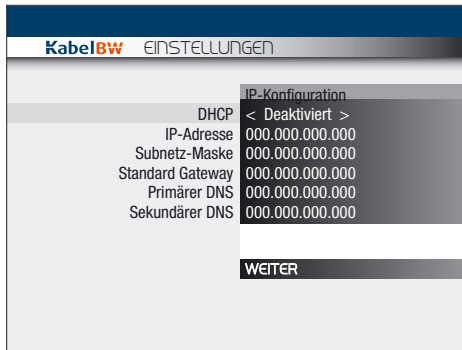 KabelBW EINSTELLUNGEN
IP-Konfiguration
DHCP < Deaktiviert >
IP-Adresse 000.000.000.000
Subnetz-Maske 000.000.000.000
Standard Gateway 000.000.000.000
Primärer DNS 000.000.000.000
Sekundärer DNS 000.000.000.000
WEITER